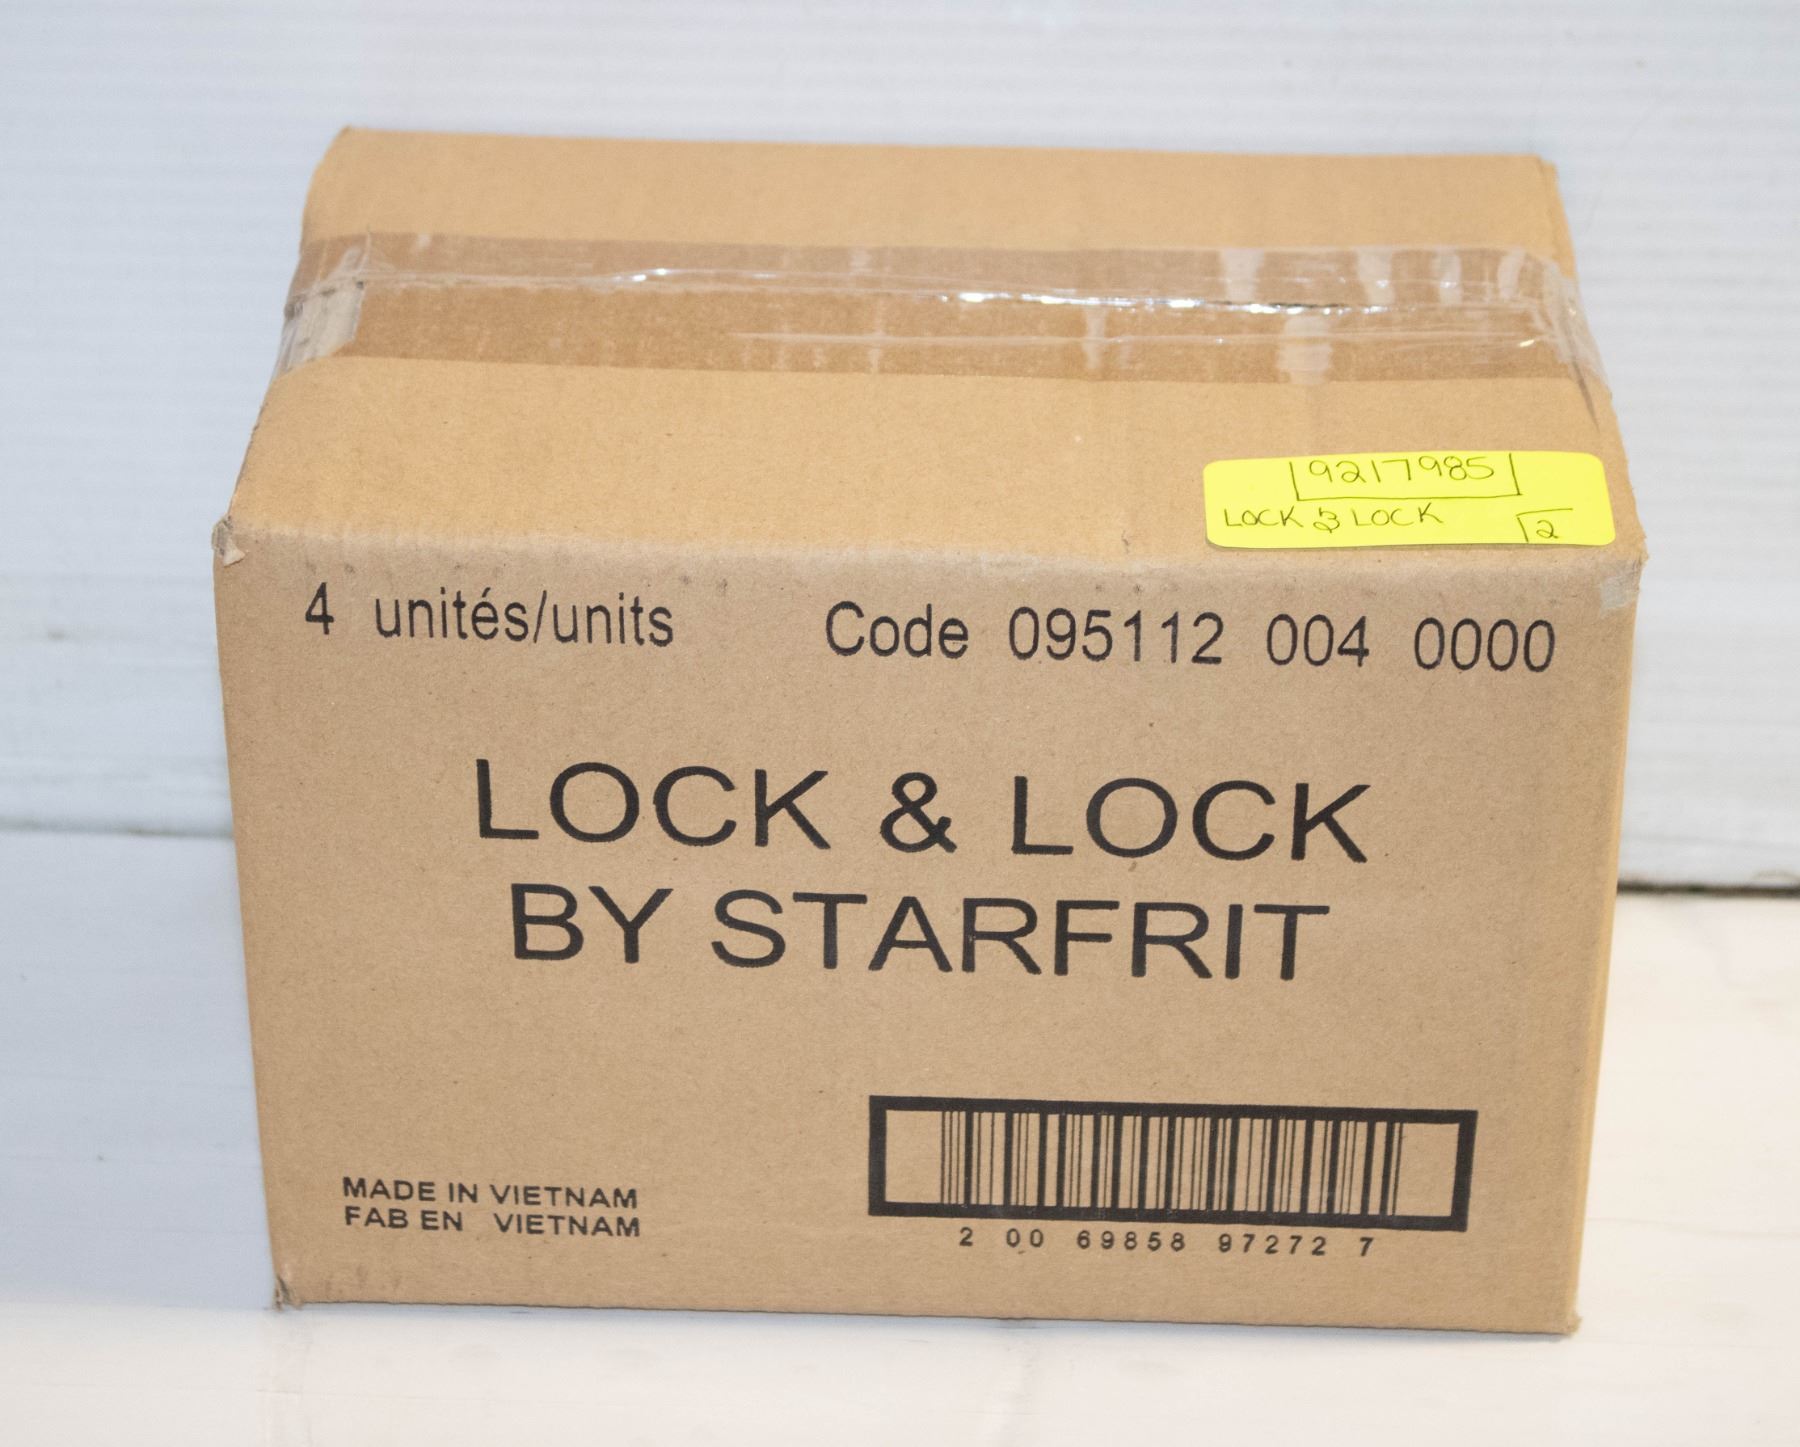 9217985
LOCK & LOCK 2
4 unités/units Code 095112 004 0000
LOCK & LOCK
BY STARFRIT
MADE IN VIETNAM
FAB EN VIETNAM
2 00 69858 97272 7